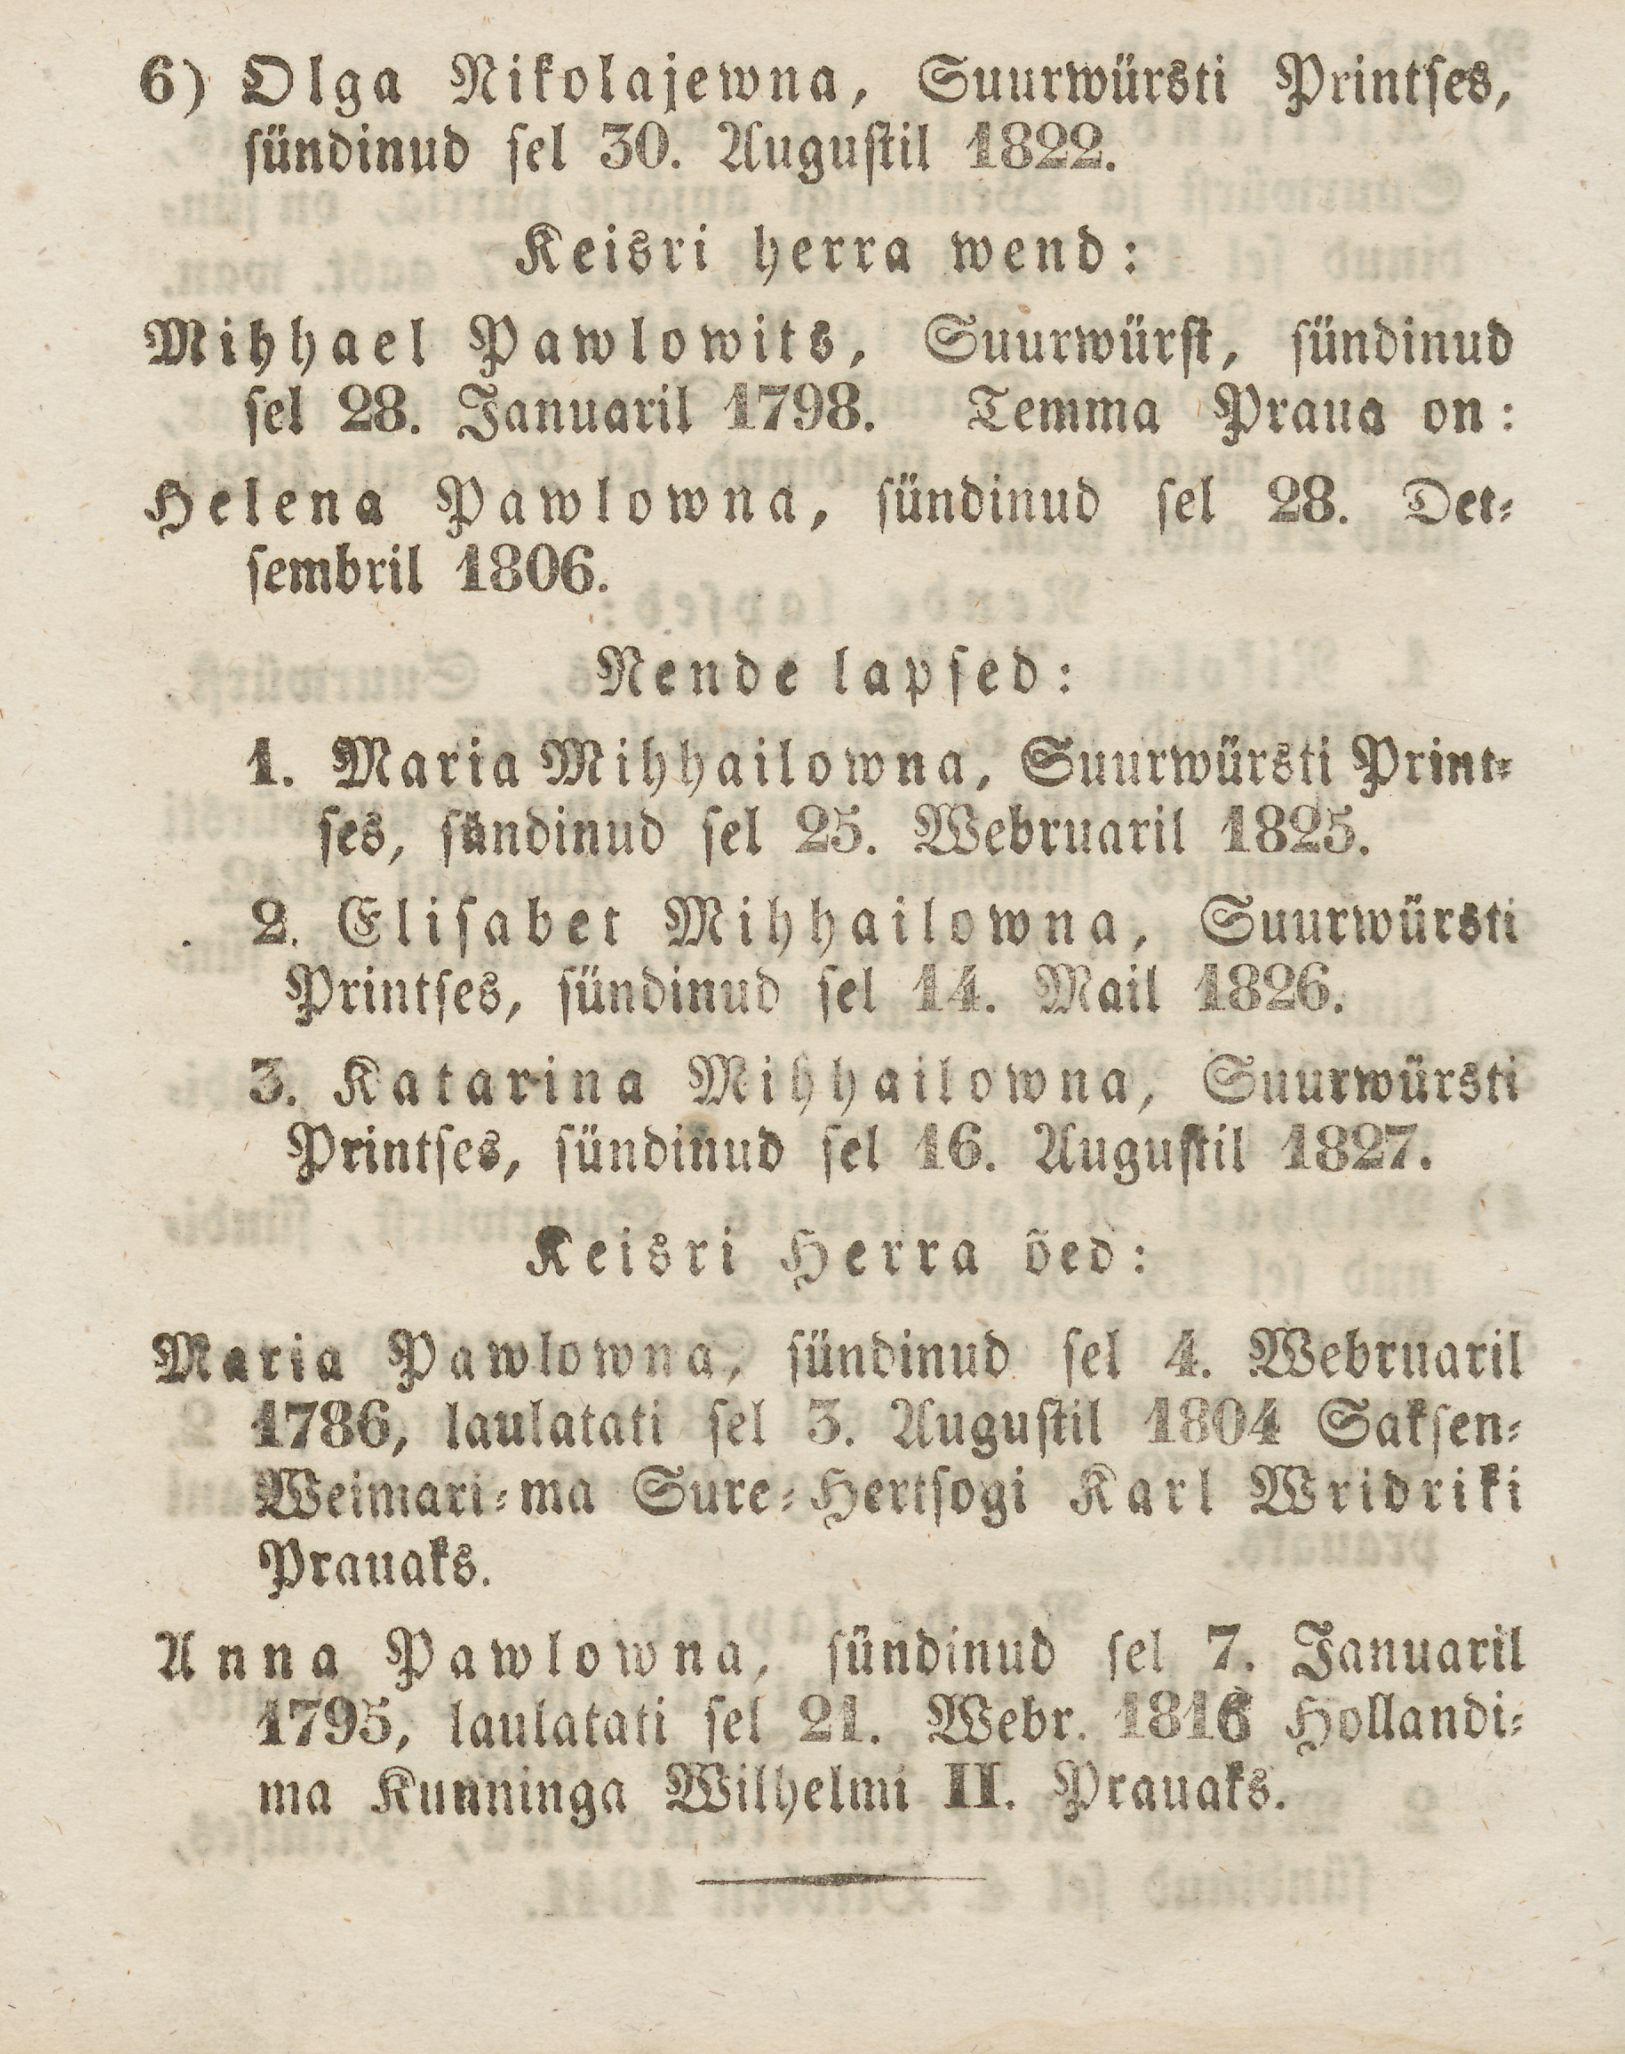 6) Olga Nikolajewna, Suurwürsti Printses,
sündinud sel 30. Augustil 1822.
Keisri herra wend:
Mihhael Pawlowits, Suurwürst, sündinud
sel 28. Januaril 1798. Temma Praua on:
Helena Pawlowna, sündinud sel 28. Det-
sembril 1806.
Nende lapsed:
1. Maria Mihhailowna, Suurwürsti Print-
ses, sündinud sel 25. Webruaril 1825.
2. Elisabet Mihhailowna, Suurwürsti
Printses, sündinud sel 14. Mail 1826.
3. Katarina Mihhailowna, Suurwürsti
Printses, sündinud sel 16. Augustil 1827.
Keisri Herra öed:
Maria Pawlowna, sündinud sel 4. Webruaril
1786, laulatati sel 3. Augustil 1804 Saksen-
Weimari-ma Sure-Hertsogi Karl Wridriki
Prauaks.
Anna Pawlowna, sündinud sel 7. Januaril
1795, laulatati sel 21. Webr. 1816 Hollandi-
ma Kunninga Wilhelmi II. Prauaks.